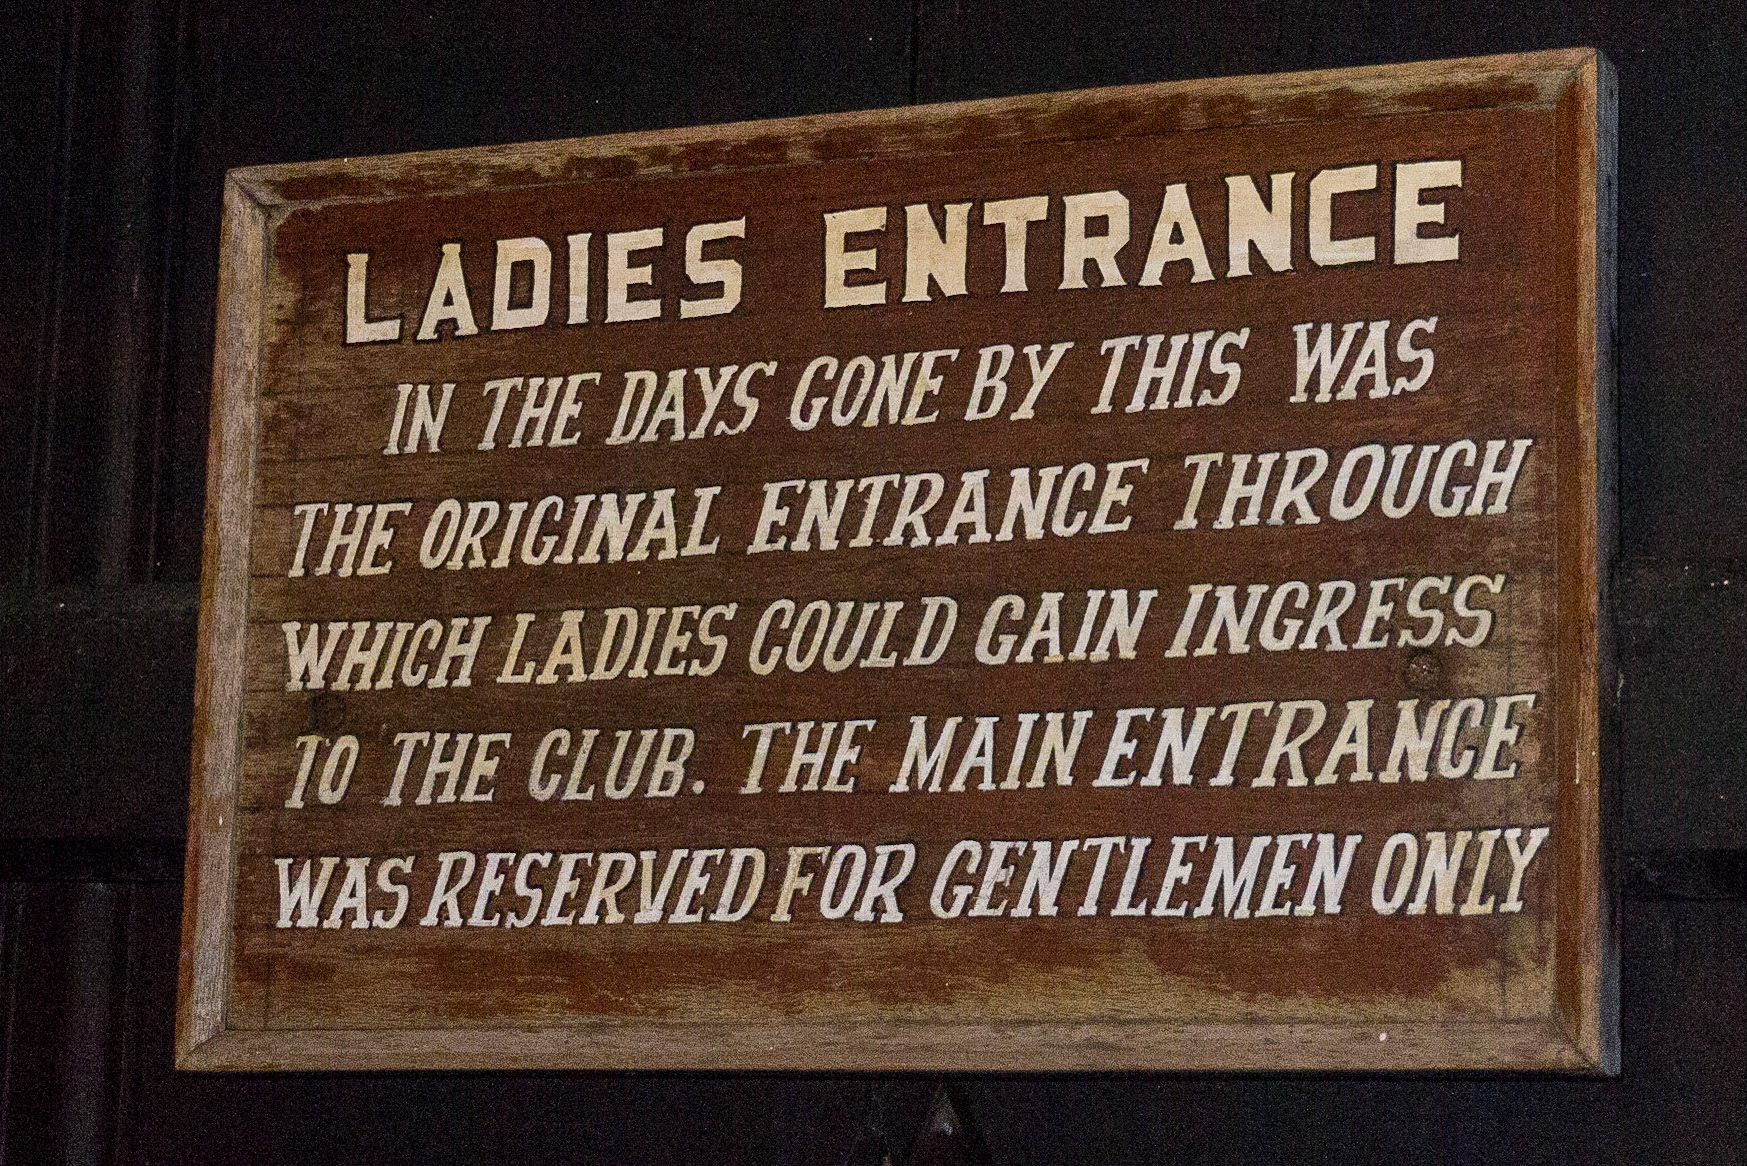 LADIES ENTRANCE
IN THE DAYS GONE BY THIS WAS
THE ORIGINAL ENTRANCE THROUGH
WHICH LADIES COULD GAIN INGRESS
TO THE CLUB. THE MAIN ENTRANCE
WAS RESERVED FOR GENTLEMEN ONLY